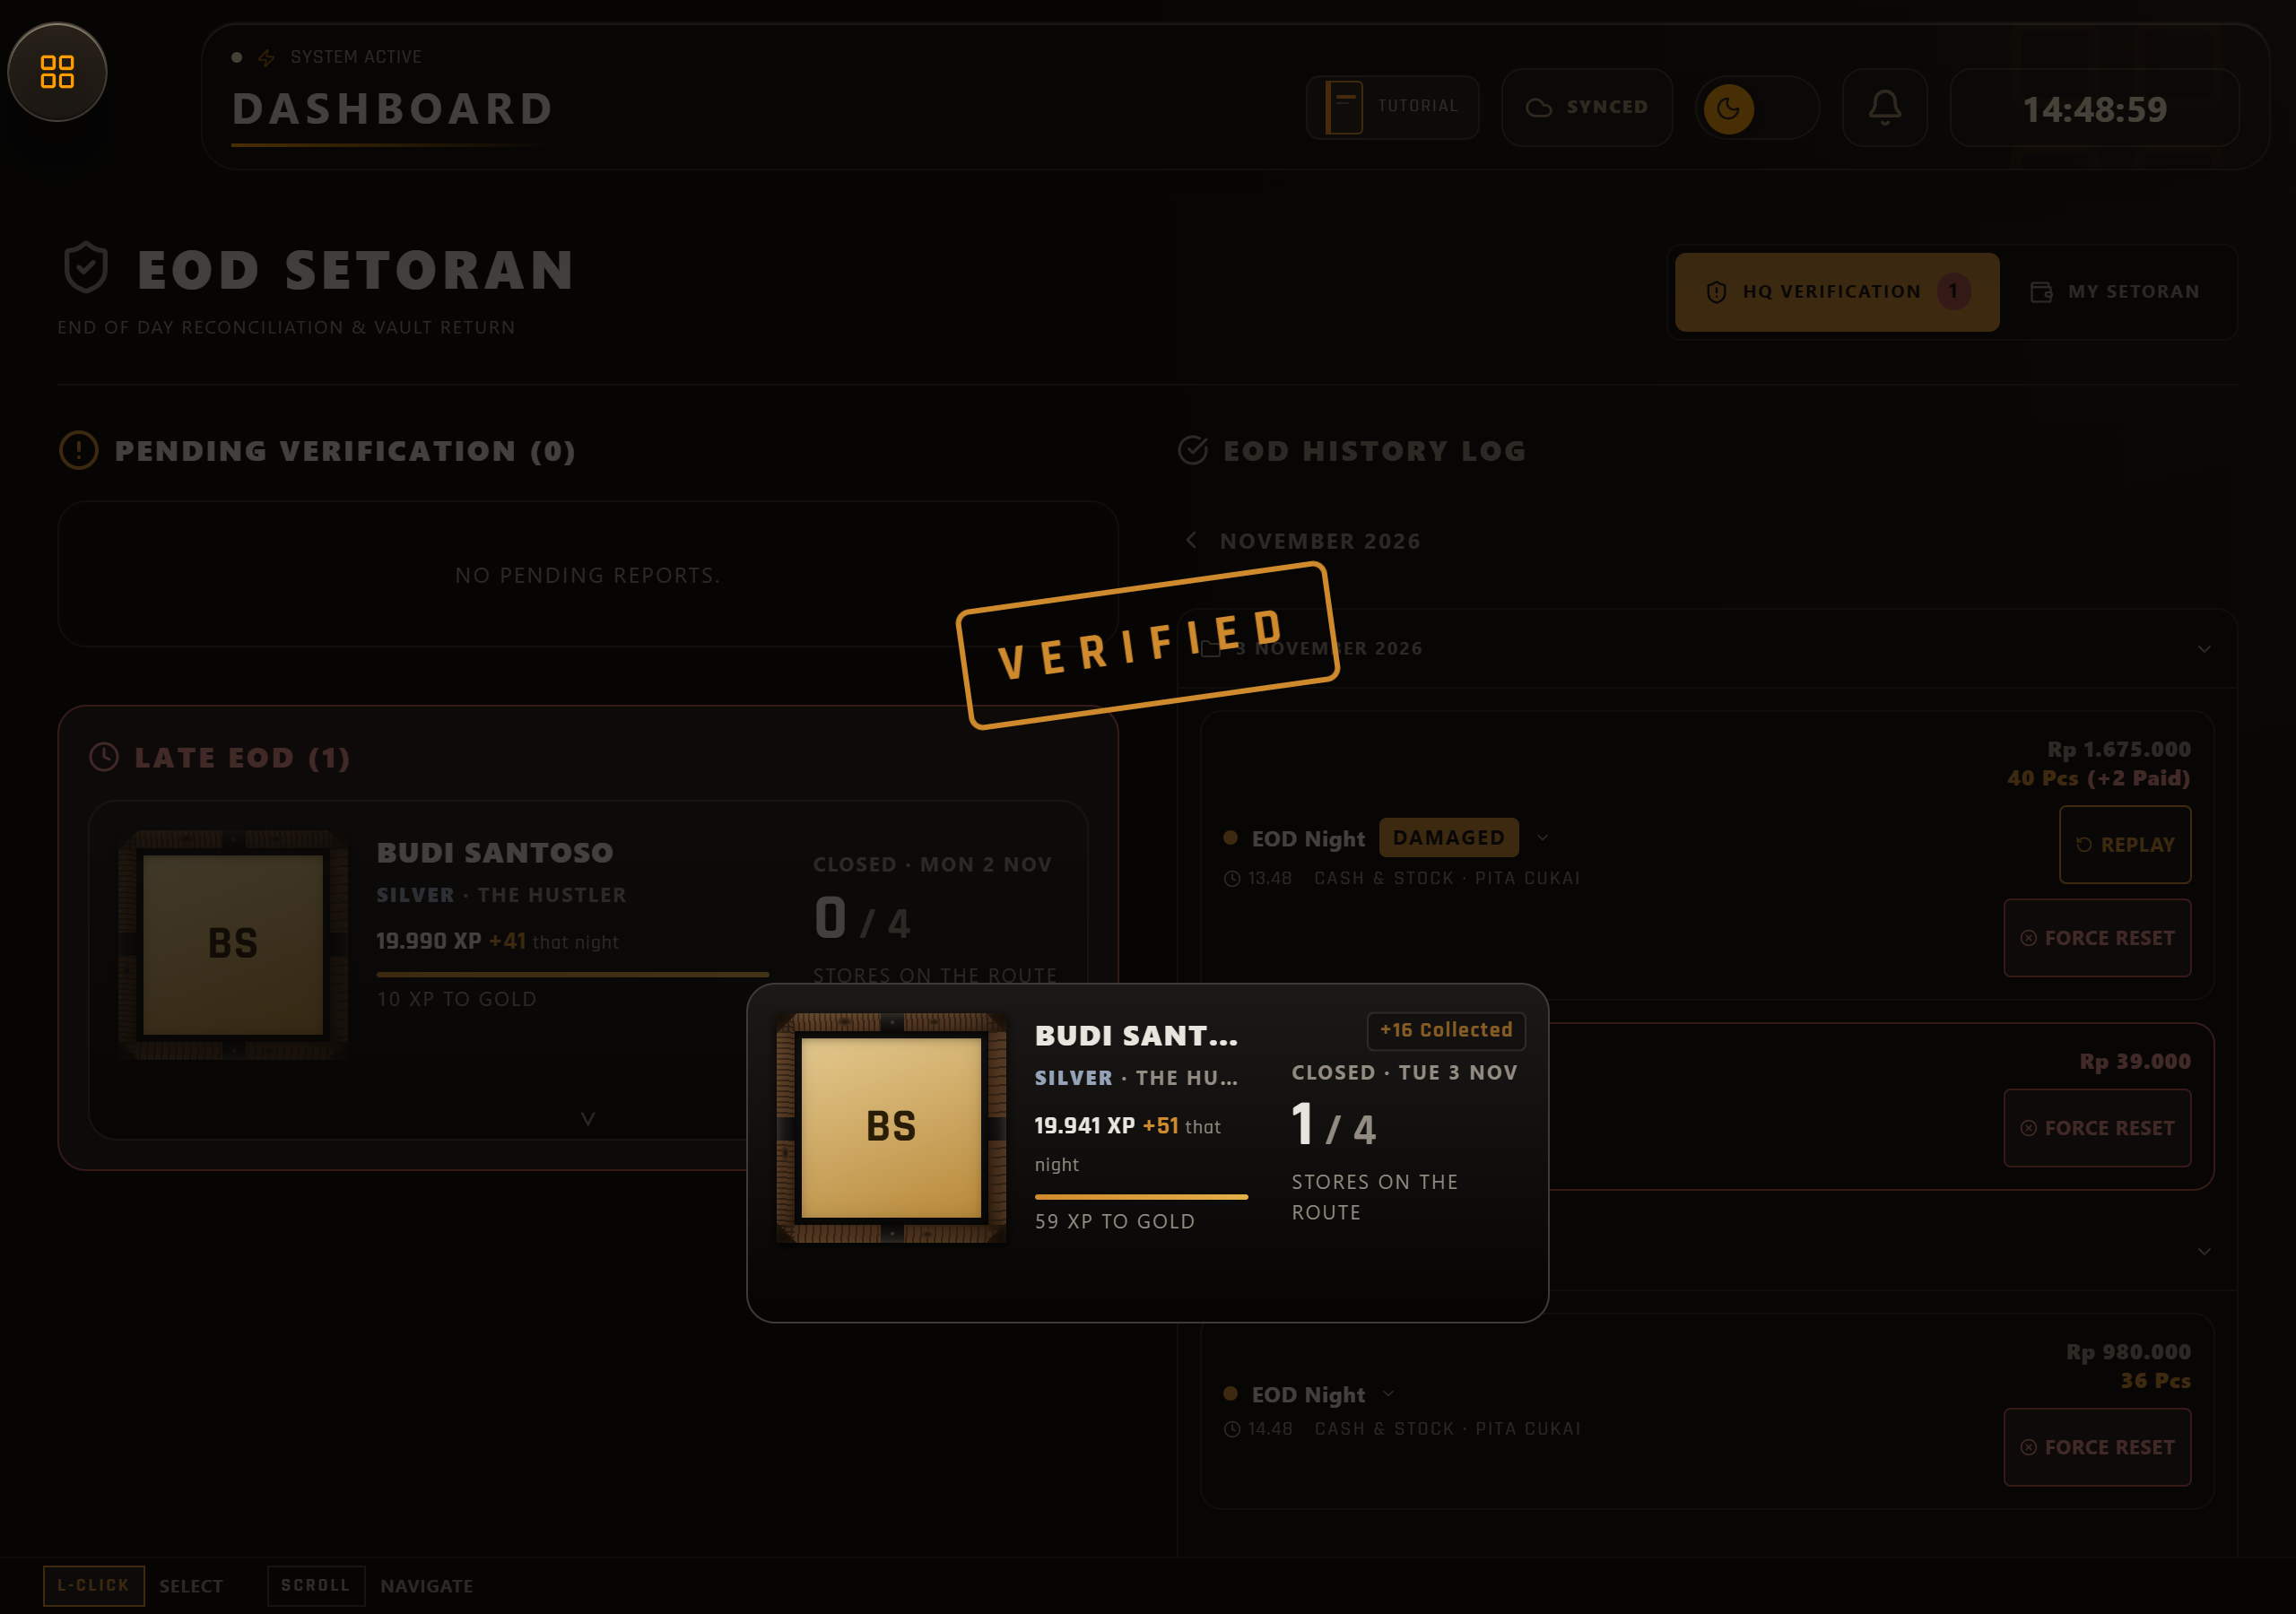 SYSTEM ACTIVE
DASHBOARD
TUTORIAL
SYNCED
14:48:59
EOD SETORAN
END OF DAY RECONCILIATION & VAULT RETURN
HQ VERIFICATION 1
MY SETORAN
PENDING VERIFICATION (0)
NO PENDING REPORTS.
EOD HISTORY LOG
NOVEMBER 2026
VERIFIED
3 NOVEMBER 2026
LATE EOD (1)
BS
BUDI SANTOSO
SILVER · THE HUSTLER
19.990 XP +41 that night
10 XP TO GOLD
CLOSED · MON 2 NOV
0 / 4
STORES ON THE ROUTE
Rp 1.675.000
40 Pcs (+2 Paid)
EOD Night DAMAGED
13.48 CASH & STOCK · PITA CUKAI
REPLAY
FORCE RESET
BS
BUDI SANT...
SILVER · THE HU...
19.941 XP +51 that
night
59 XP TO GOLD
+16 Collected
CLOSED · TUE 3 NOV
1 / 4
STORES ON THE
ROUTE
Rp 39.000
FORCE RESET
Rp 980.000
36 Pcs
EOD Night
14.48 CASH & STOCK · PITA CUKAI
FORCE RESET
L-CLICK SELECT
SCROLL NAVIGATE